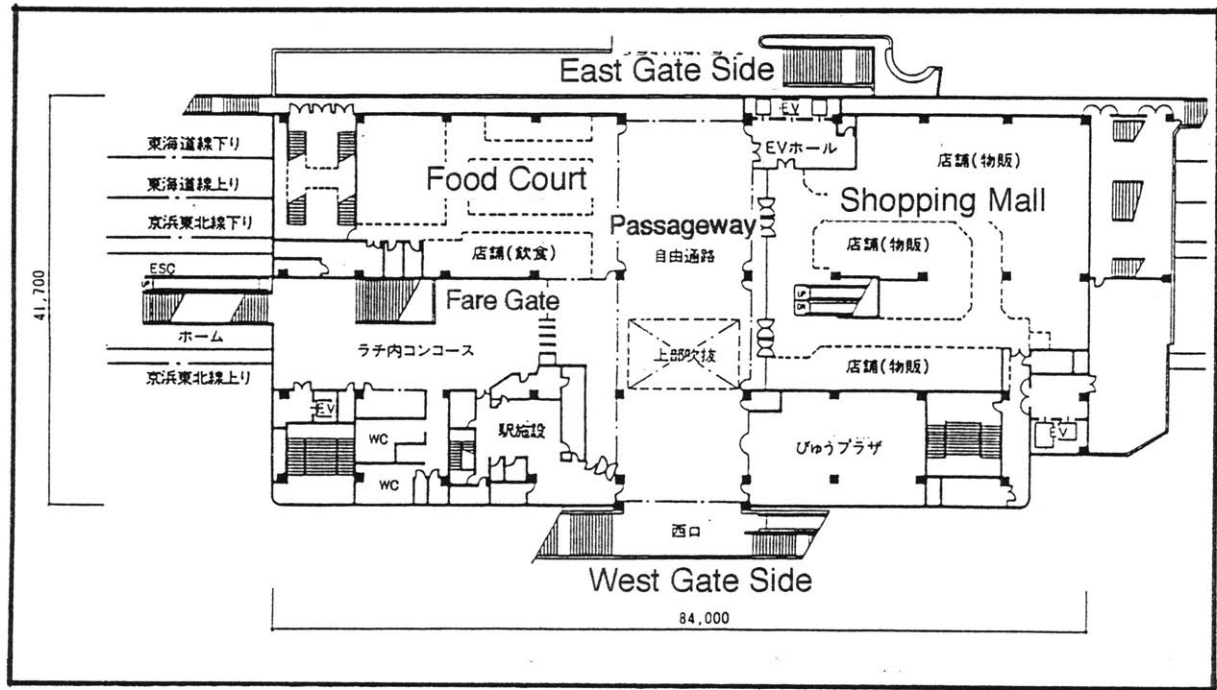 East Gate Side
EV
東海道線下り
EVホール
店舗(物販)
東海道線上り
Food Court
Shopping Mall
京浜東北線下り
Passageway
店舗(飲食)
自由通路
店舗(物販)
ESC
UP
Fare Gate
UP
DN
41,700
ホーム
ラチ内コンコース
上部吹抜
店舗(物販)
京浜東北線上り
EV
WC
駅施設
びゅうプラザ
EV
WC
西口
West Gate Side
84,000